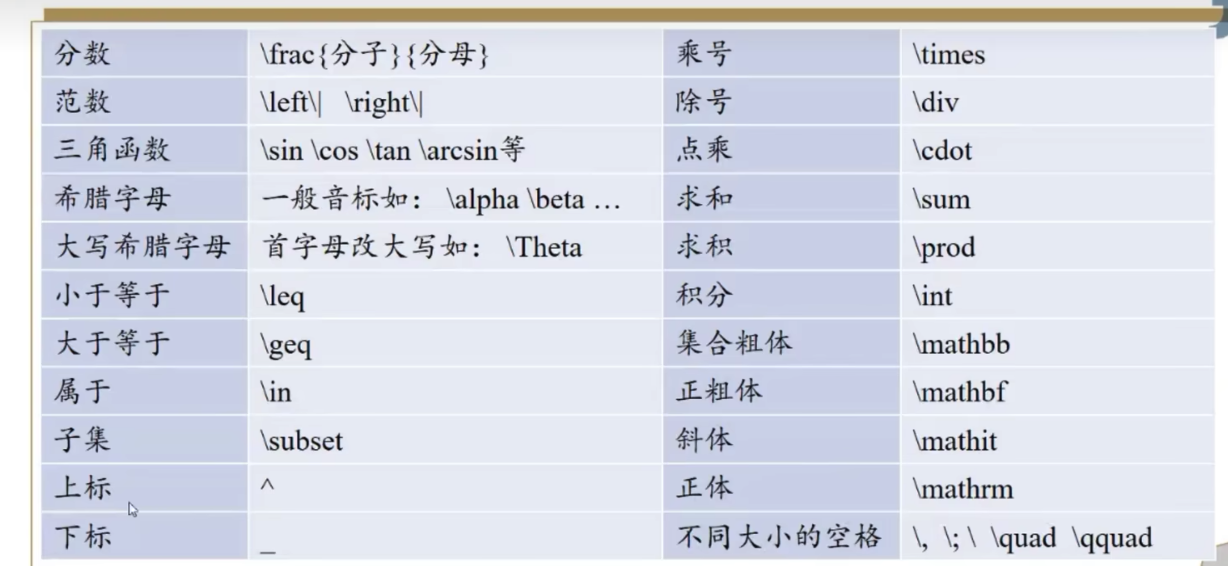 分数 \frac{分子}{分母} 乘号 \times
范数 \left\| \right\| 除号 \div
三角函数 \sin \cos \tan \arcsin等 点乘 \cdot
希腊字母 一般音标如： \alpha \beta … 求和 \sum
大写希腊字母 首字母改大写如： \Theta 求积 \prod
小于等于 \leq 积分 \int
大于等于 \geq 集合粗体 \mathbb
属于 \in 正粗体 \mathbf
子集 \subset 斜体 \mathit
上标 ^ 正体 \mathrm
下标 _ 不同大小的空格 \, \; \ \quad \qquad